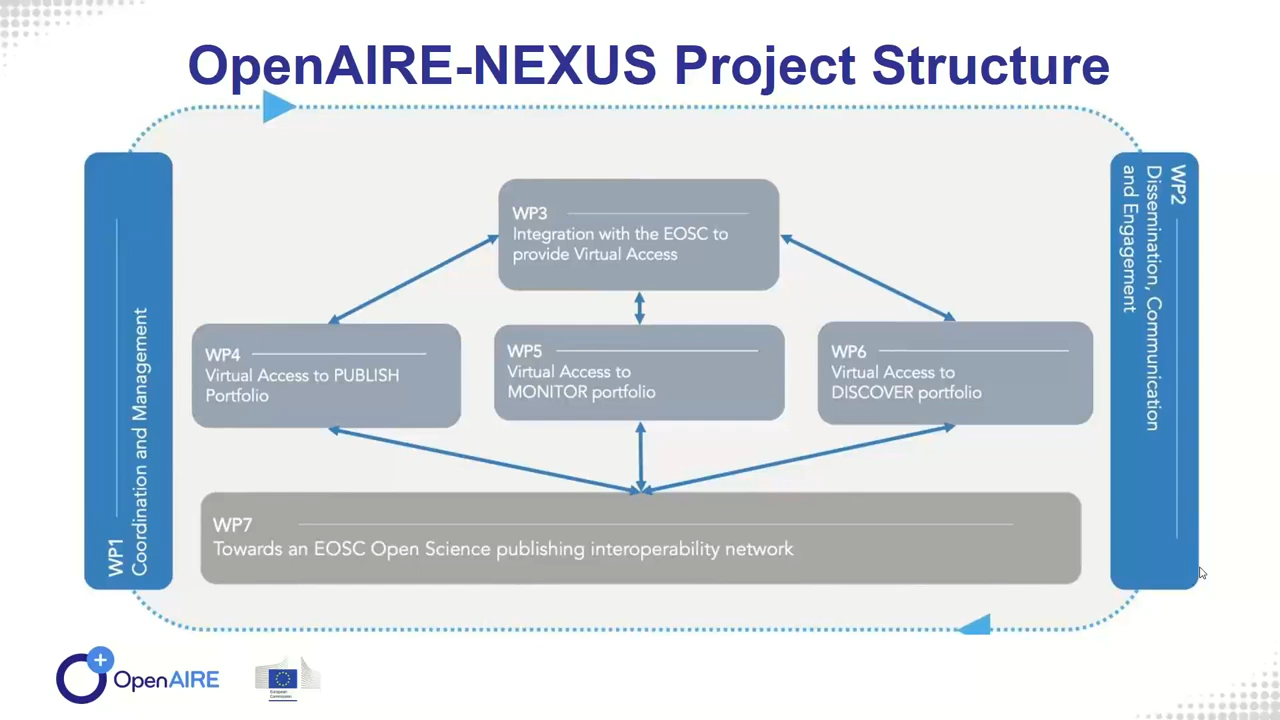 OpenAIRE-NEXUS Project Structure
WP1
Coordination and Management
WP2
Dissemination, Communication
and Engagement
WP3
Integration with the EOSC to
provide Virtual Access
WP4
Virtual Access to PUBLISH
Portfolio
WP5
Virtual Access to
MONITOR portfolio
WP6
Virtual Access to
DISCOVER portfolio
WP7
Towards an EOSC Open Science publishing interoperability network
OpenAIRE
European
Commission